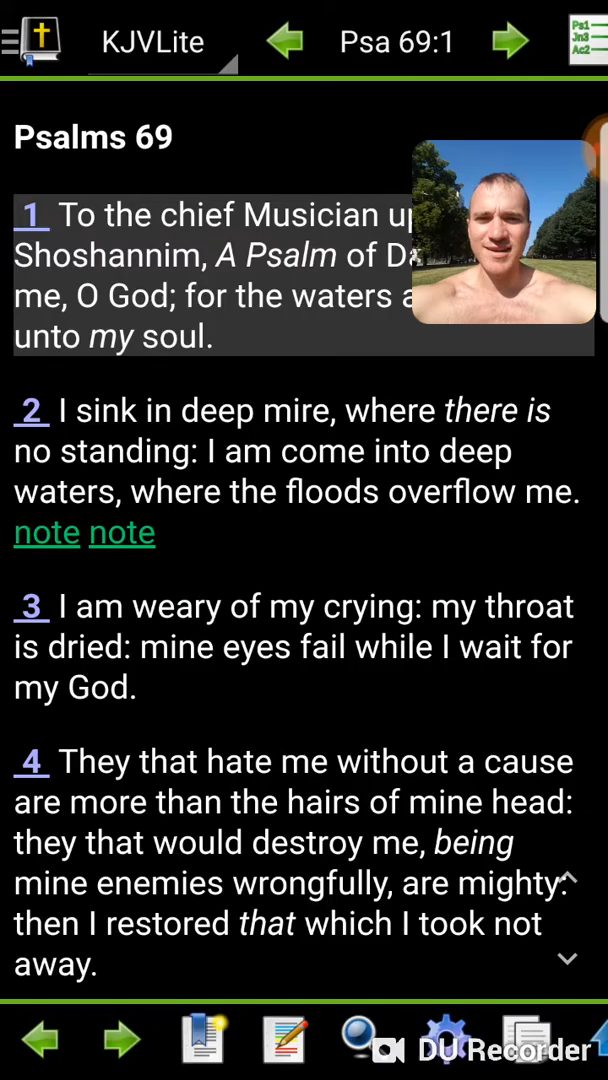 KJVLite
Psa 69:1
Ps1
Jn3
Ac2
Psalms 69
1 To the chief Musician
Shoshannim, A Psalm of
me, O God; for the waters
unto my soul.
2 I sink in deep mire, where there is
no standing: I am come into deep
waters, where the floods overflow me.
note note
3 I am weary of my crying: my throat
is dried: mine eyes fail while I wait for
my God.
4 They that hate me without a cause
are more than the hairs of mine head:
they that would destroy me, being
mine enemies wrongfully, are mighty:
then I restored that which I took not
away.
DU Recorder